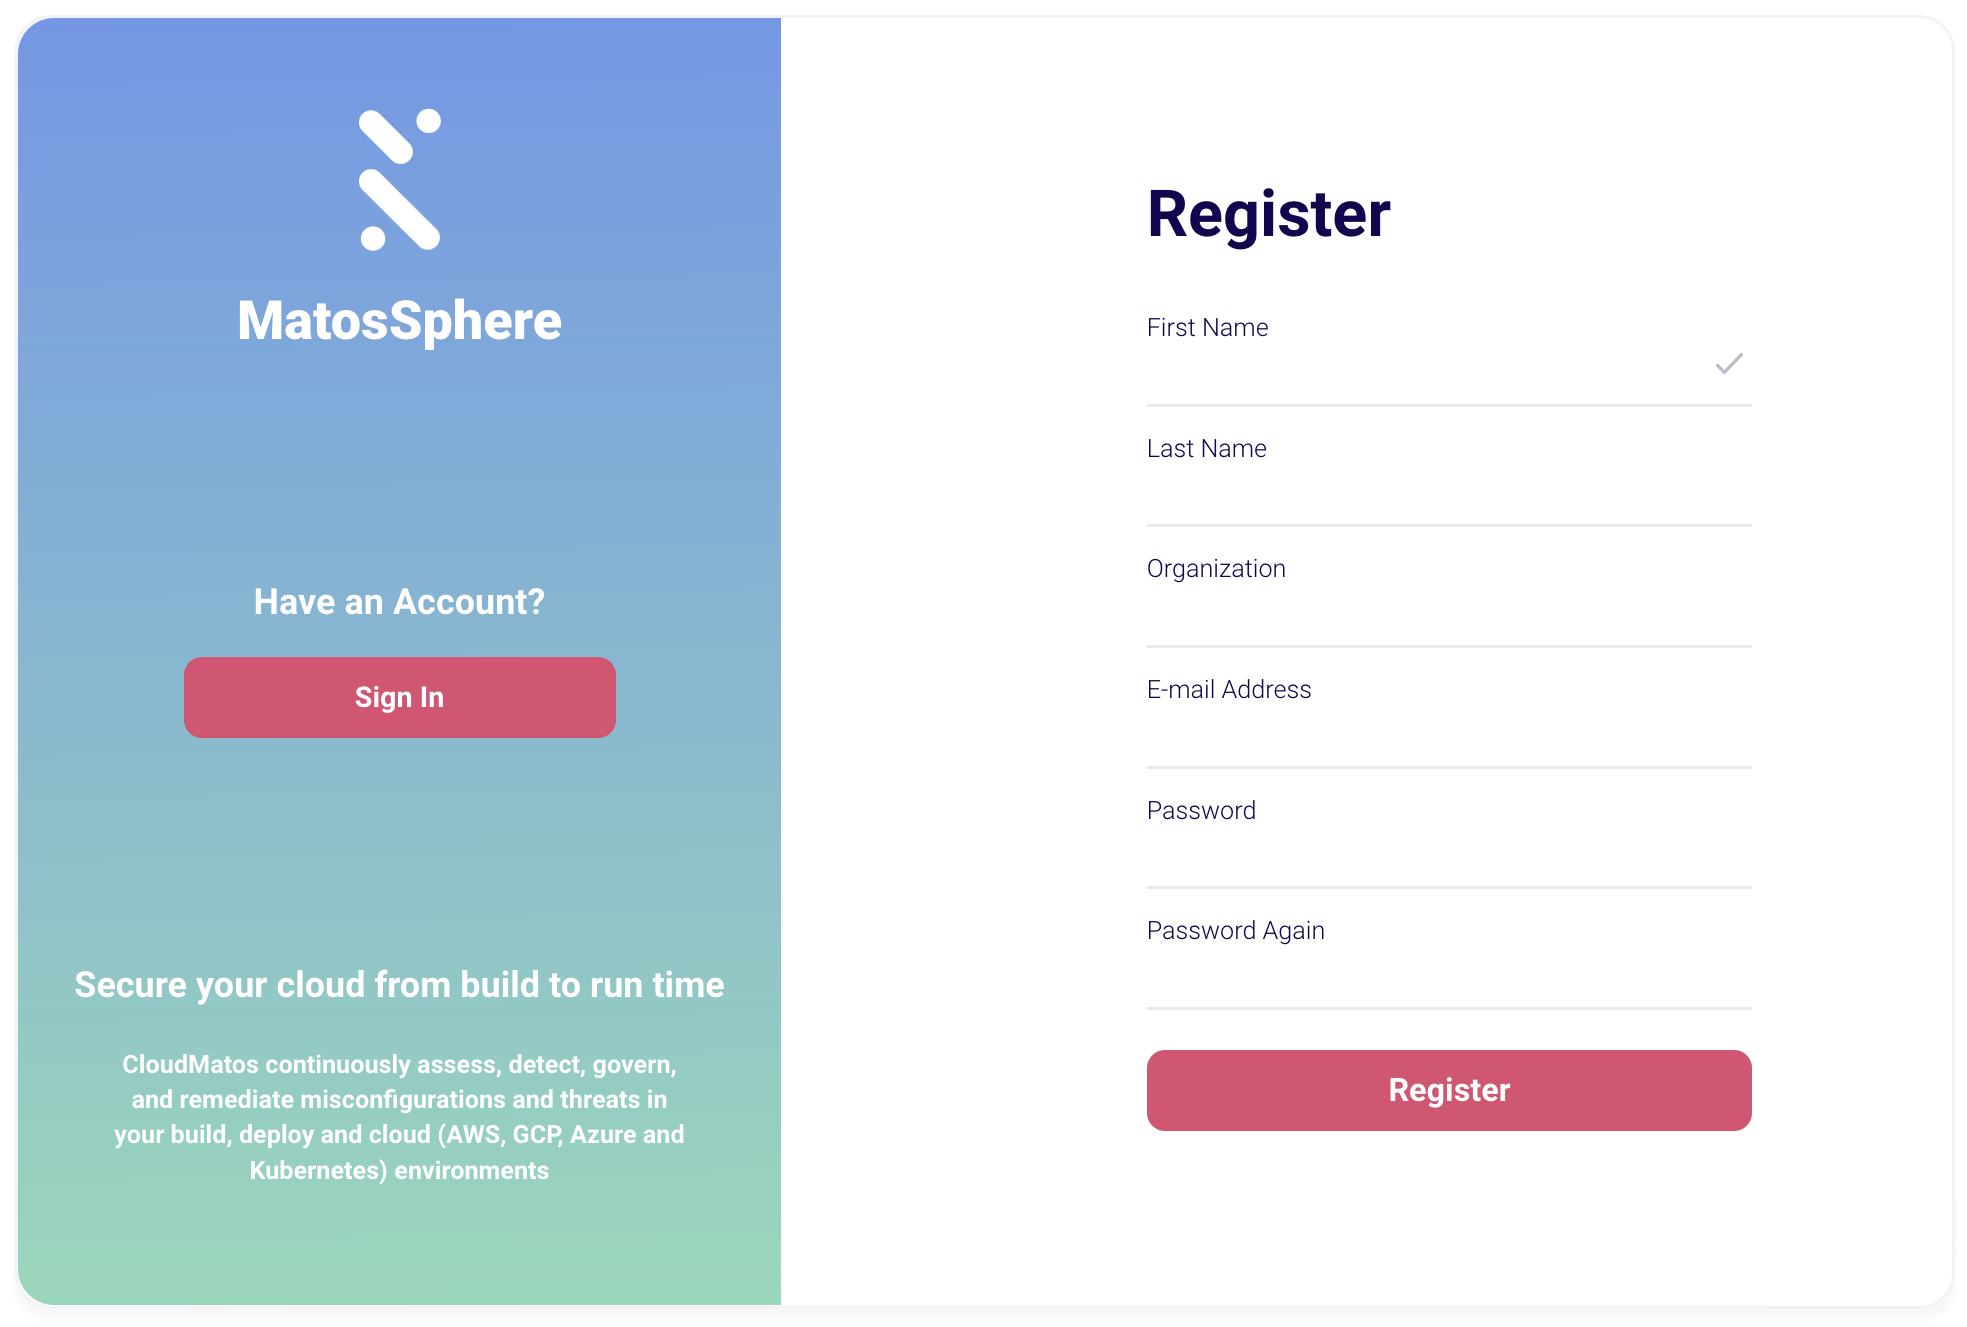 MatosSphere
Have an Account?
Sign In
Secure your cloud from build to run time
CloudMatos continuously assess, detect, govern,
and remediate misconfigurations and threats in
your build, deploy and cloud (AWS, GCP, Azure and
Kubernetes) environments
Register
First Name
Last Name
Organization
E-mail Address
Password
Password Again
Register